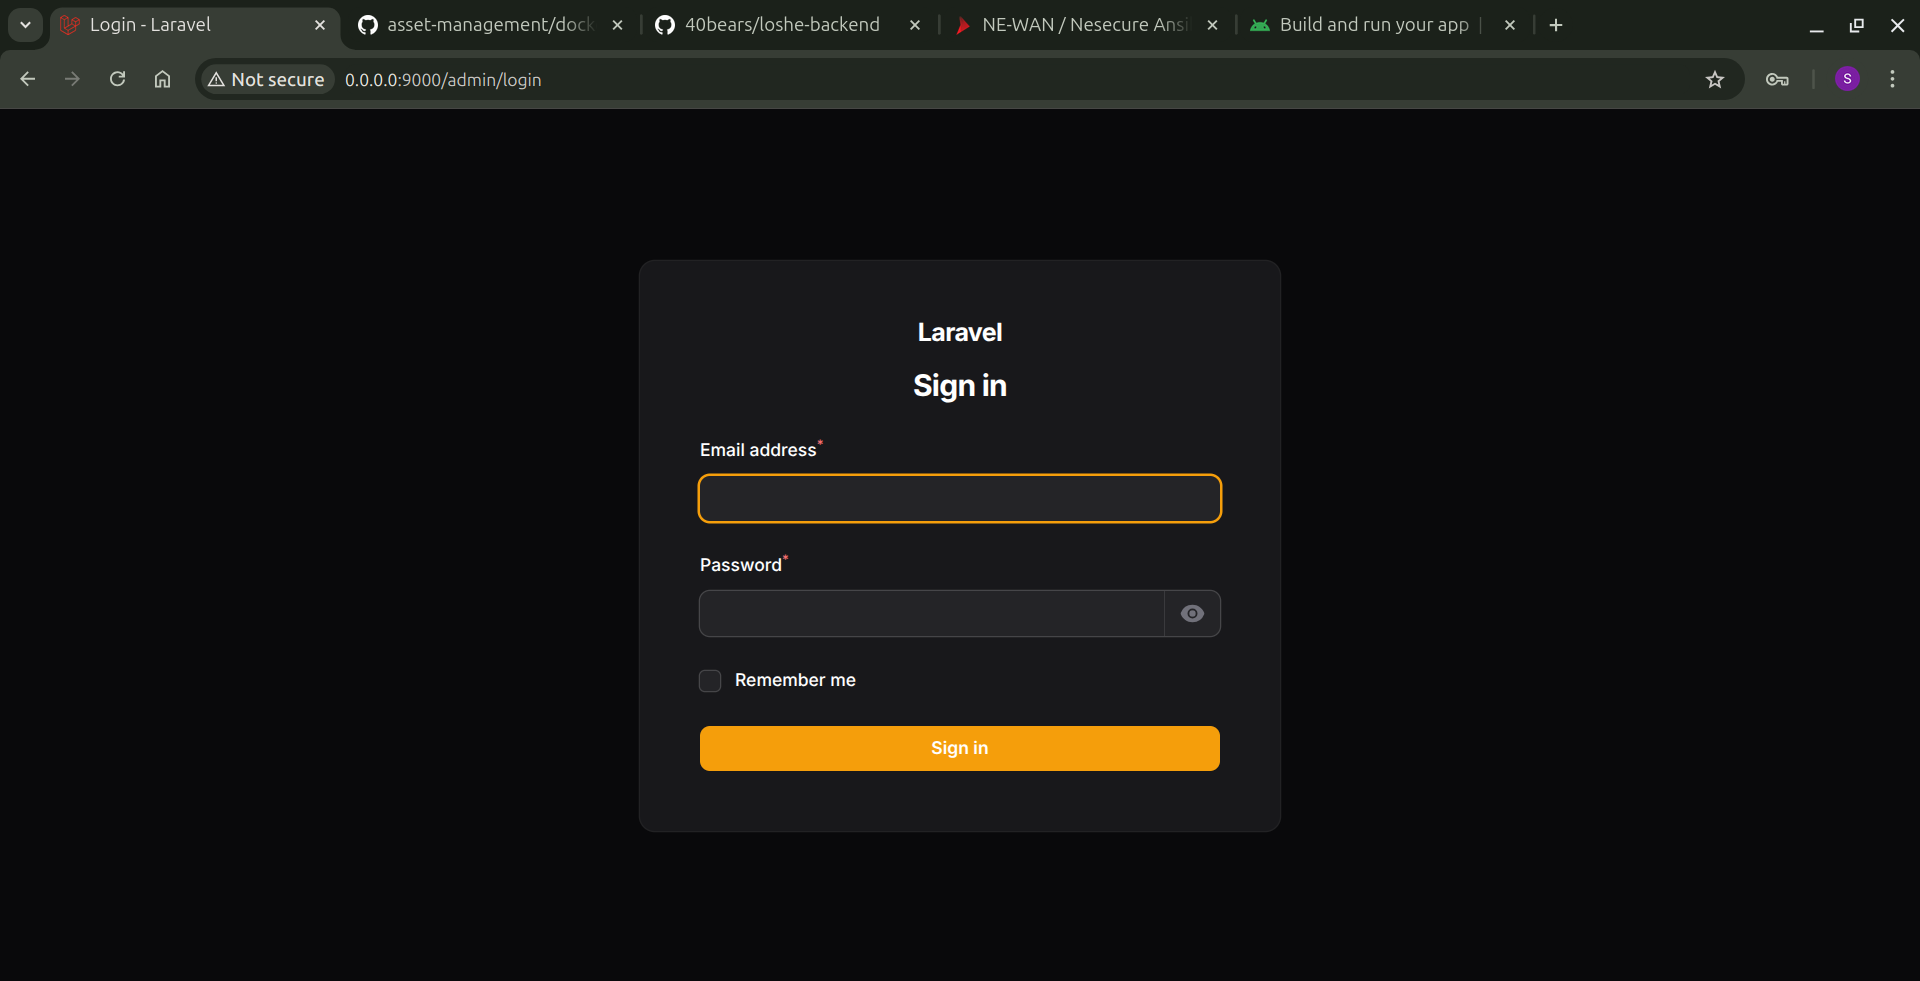 Login - Laravel
asset-management/dock
40bears/loshe-backend
NE-WAN / Nesecure Ansi
Build and run your app |
Not secure
0.0.0.0:9000/admin/login
S
Laravel
Sign in
Email address*
Password*
Remember me
Sign in